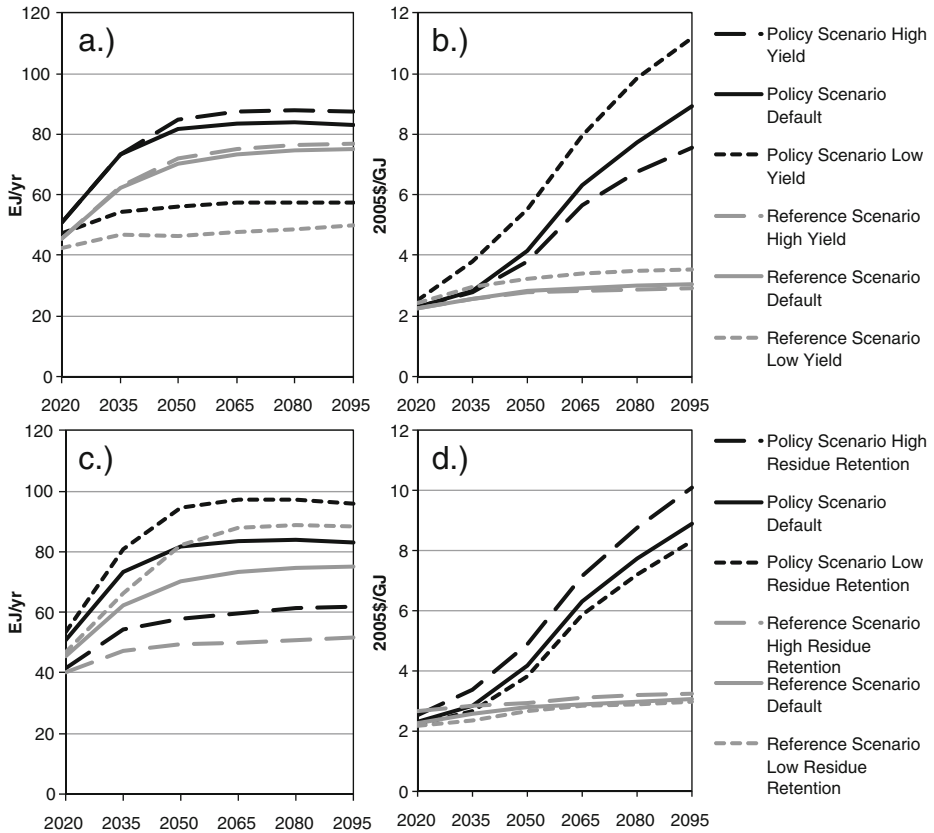 120
100
80
60
40
20
0
EJ/yr
a.)
2020 2035 2050 2065 2080 2095
12
10
8
6
4
2
0
2005$/GJ
b.)
2020 2035 2050 2065 2080 2095
Policy Scenario High
Yield
Policy Scenario
Default
Policy Scenario Low
Yield
Reference Scenario
High Yield
Reference Scenario
Default
Reference Scenario
Low Yield
120
100
80
60
40
20
0
EJ/yr
c.)
2020 2035 2050 2065 2080 2095
12
10
8
6
4
2
0
2005$/GJ
d.)
2020 2035 2050 2065 2080 2095
Policy Scenario High
Residue Retention
Policy Scenario
Default
Policy Scenario Low
Residue Retention
Reference Scenario
High Residue
Retention
Reference Scenario
Default
Reference Scenario
Low Residue
Retention